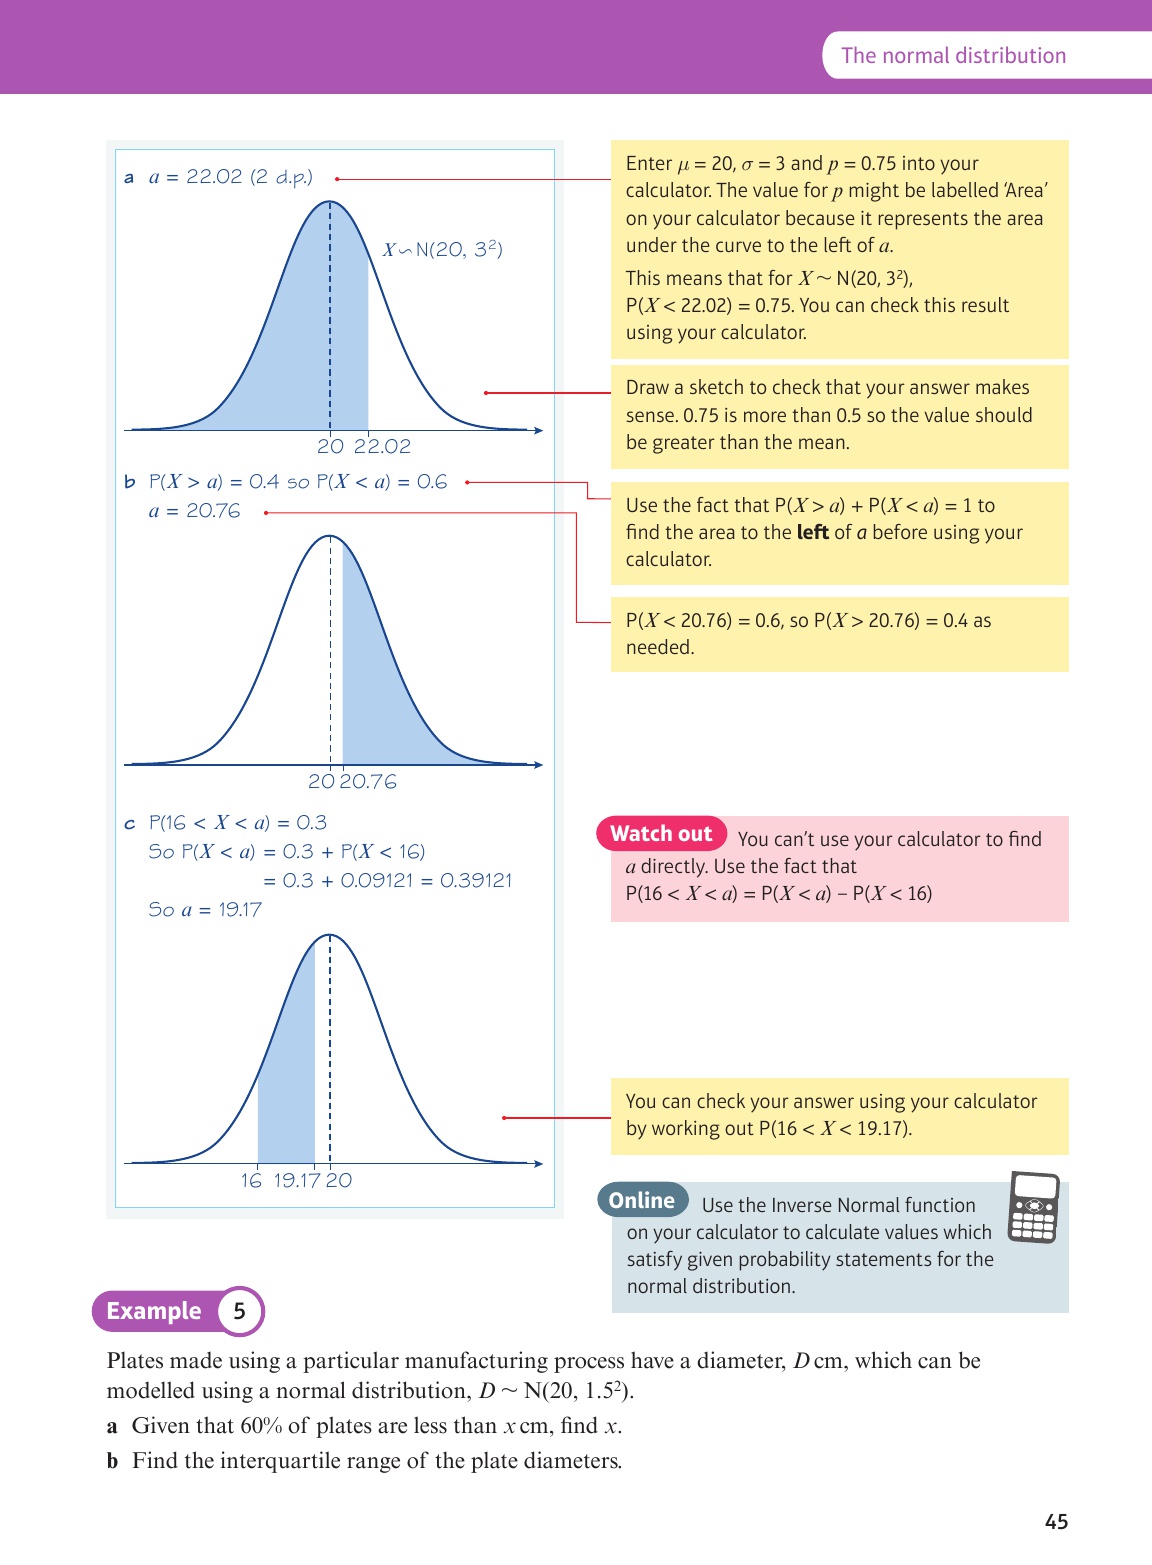 The normal distribution
a a = 22.02 (2 d.p.)
X ∽ N(20, 3²)
20 22.02
b P(X > a) = 0.4 so P(X < a) = 0.6
a = 20.76
20 20.76
c P(16 < X < a) = 0.3
So P(X < a) = 0.3 + P(X < 16)
= 0.3 + 0.09121 = 0.39121
So a = 19.17
16 19.17 20
Enter μ = 20, σ = 3 and p = 0.75 into your
calculator. The value for p might be labelled ‘Area’
on your calculator because it represents the area
under the curve to the left of a.
This means that for X ~ N(20, 3²),
P(X < 22.02) = 0.75. You can check this result
using your calculator.
Draw a sketch to check that your answer makes
sense. 0.75 is more than 0.5 so the value should
be greater than the mean.
Use the fact that P(X > a) + P(X < a) = 1 to
find the area to the left of a before using your
calculator.
P(X < 20.76) = 0.6, so P(X > 20.76) = 0.4 as
needed.
Watch out You can’t use your calculator to find
a directly. Use the fact that
P(16 < X < a) = P(X < a) – P(X < 16)
You can check your answer using your calculator
by working out P(16 < X < 19.17).
Online Use the Inverse Normal function
on your calculator to calculate values which
satisfy given probability statements for the
normal distribution.
Example 5
Plates made using a particular manufacturing process have a diameter, D cm, which can be
modelled using a normal distribution, D ~ N(20, 1.5²).
a Given that 60% of plates are less than x cm, find x.
b Find the interquartile range of the plate diameters.
45